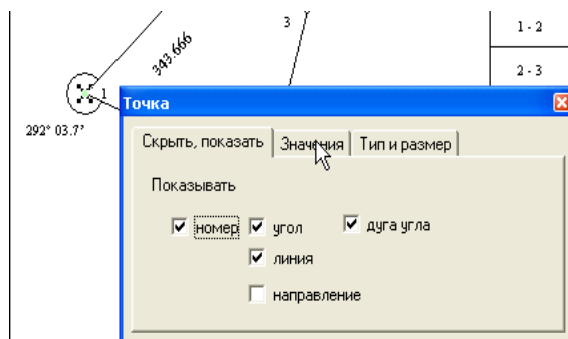 3
1 - 2
343.666
2 - 3
1
Точка
292° 03.7'
Скрыть, показать Значения Тип и размер
Показывать
номер угол дуга угла
линия
направление